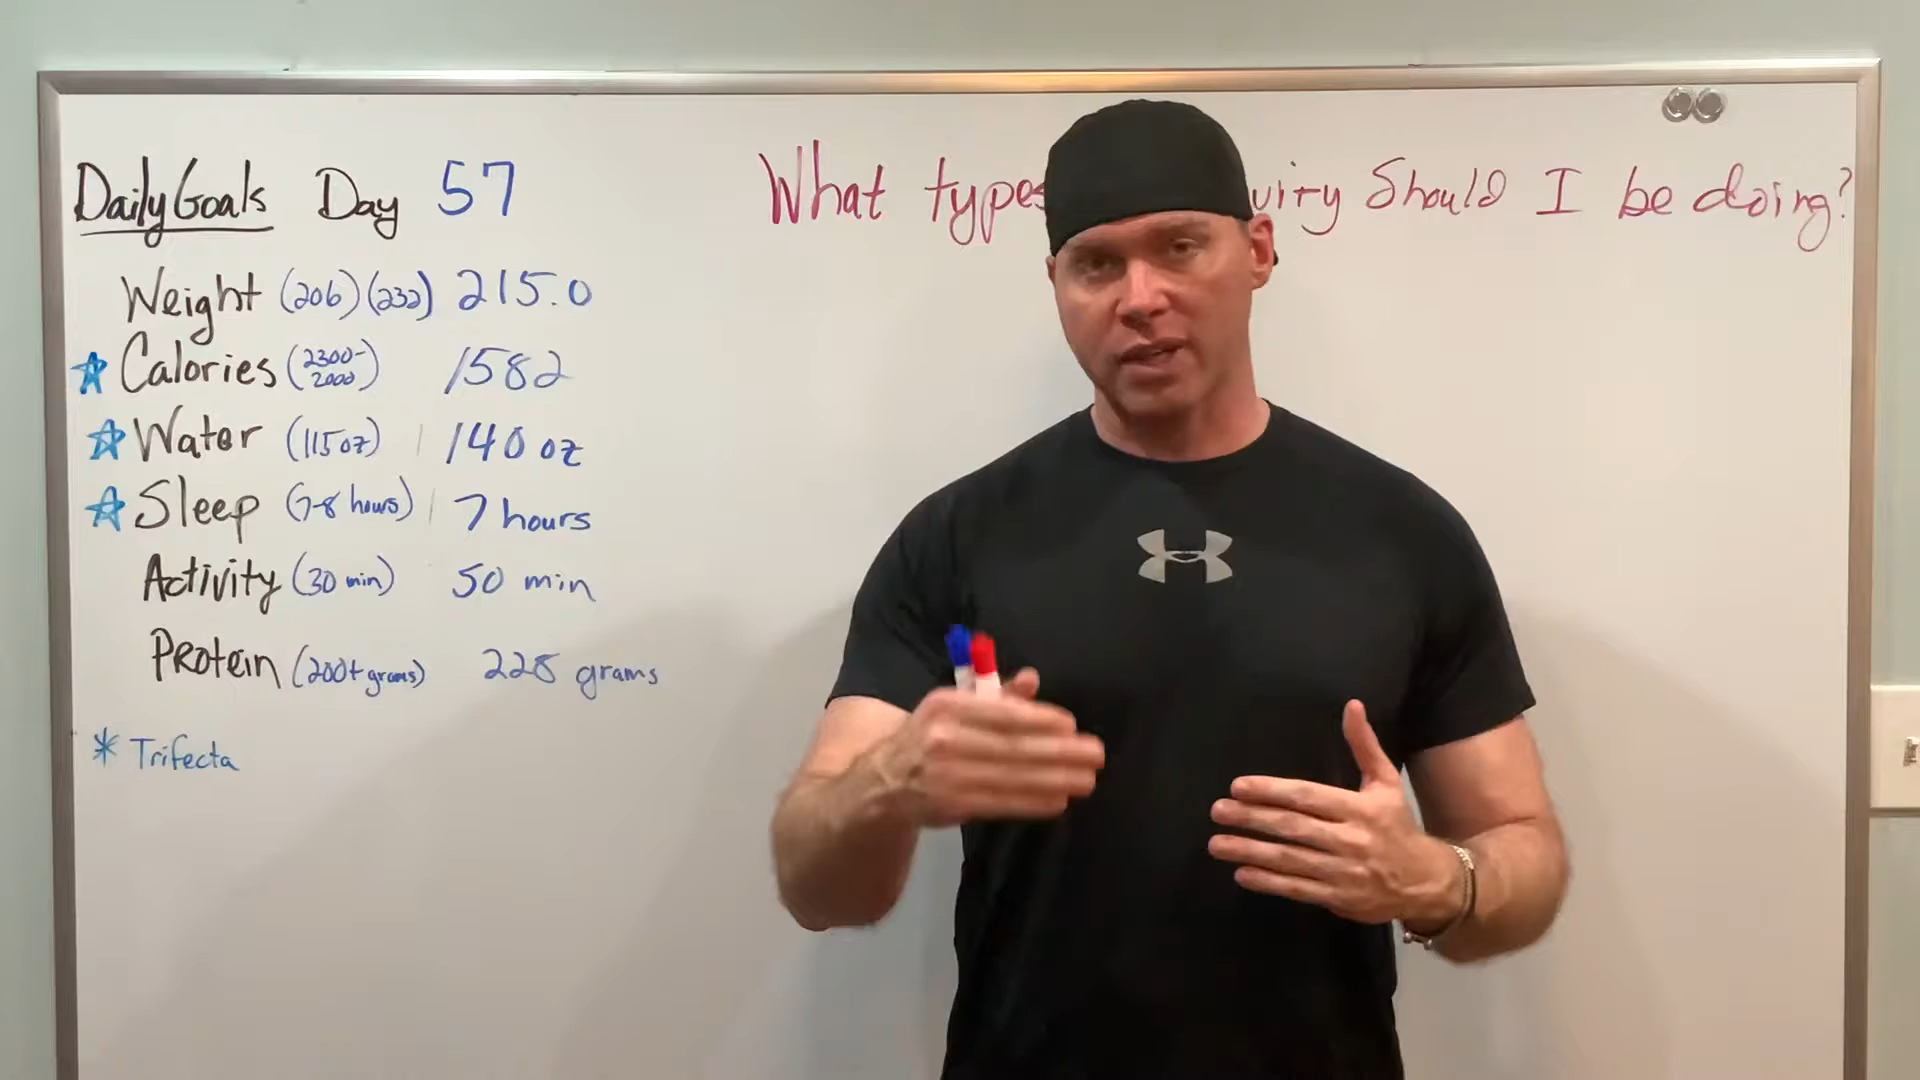 Daily Goals Day 57
What types vity Should I be doing?
Weight (206) (232) 215.0
Calories (2300-2000) 1582
Water (115 oz) 140 oz
Sleep (7-8 hours) 7 hours
Activity (30 min) 50 min
Protein (200+ grams) 228 grams
* Trifecta